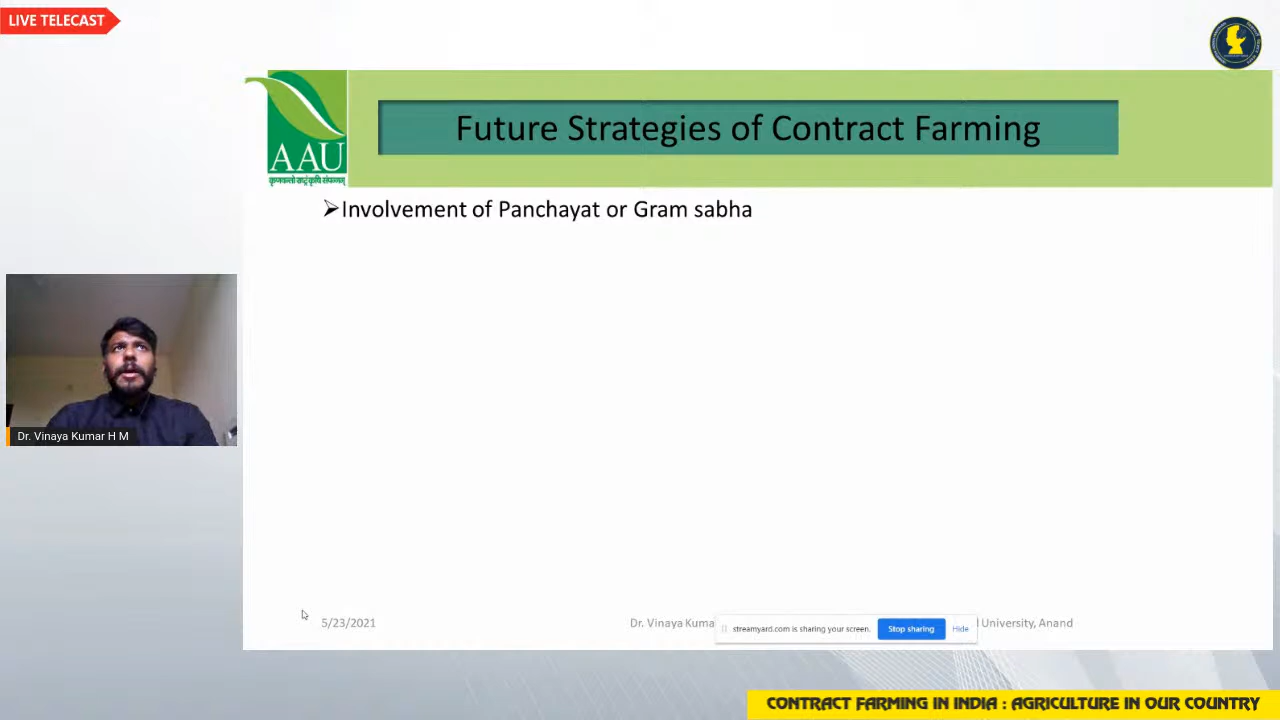 LIVE TELECAST
Future Strategies of Contract Farming
AAU
➢Involvement of Panchayat or Gram sabha
Dr. Vinaya Kumar H M
5/23/2021
Dr. Vinaya Kuma
streamyard.com is sharing your screen.
Stop sharing
Hide
University, Anand
CONTRACT FARMING IN INDIA : AGRICULTURE IN OUR COUNTRY